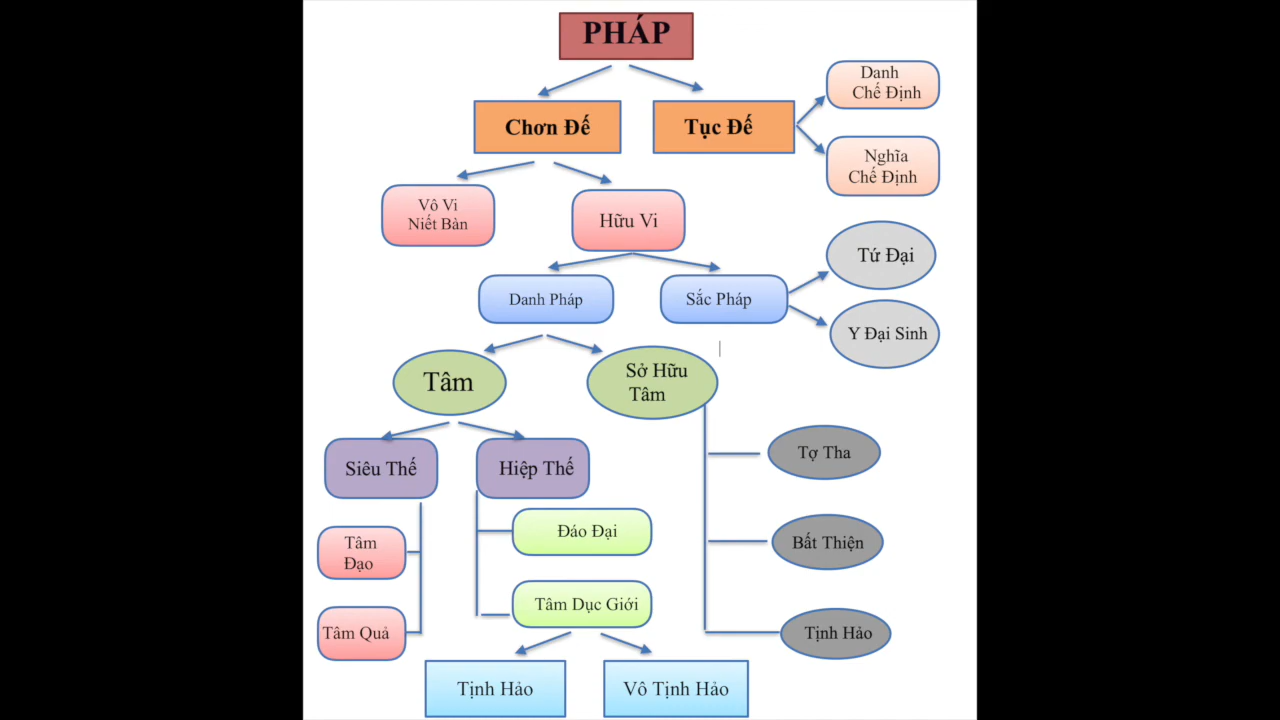 PHÁP
Danh
Chế Định
Chơn Đế
Tục Đế
Nghĩa
Chế Định
Vô Vi
Niết Bàn
Hữu Vi
Tứ Đại
Danh Pháp
Sắc Pháp
Y Đại Sinh
Tâm
Sở Hữu
Tâm
Siêu Thế
Hiệp Thế
Tợ Tha
Đáo Đại
Tâm
Đạo
Bất Thiện
Tâm Dục Giới
Tâm Quả
Tịnh Hảo
Tịnh Hảo
Vô Tịnh Hảo